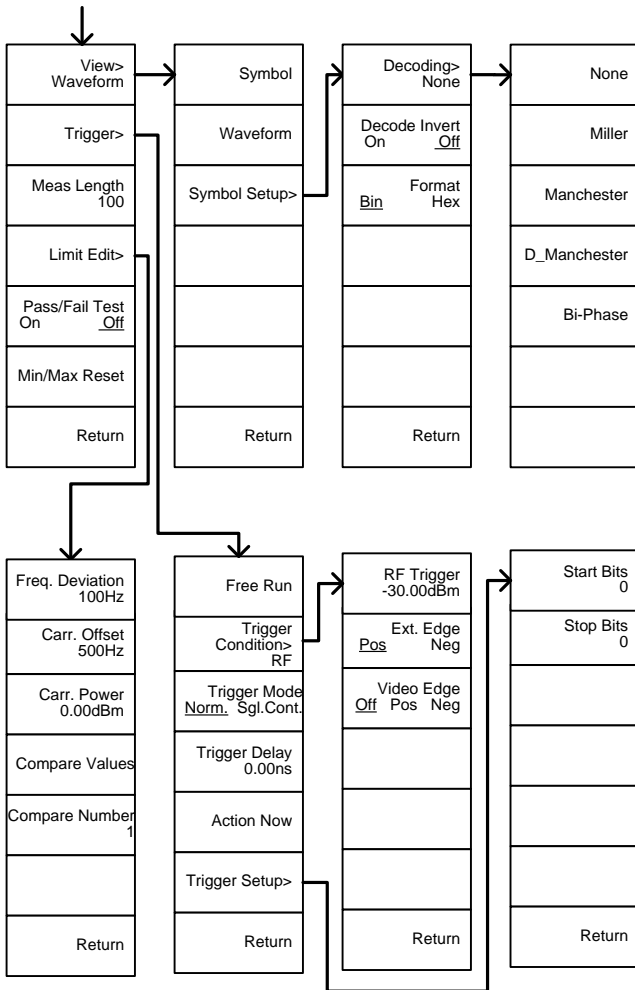 View>
Waveform
Trigger>
Meas Length
100
Limit Edit>
Pass/Fail Test
On Off
Min/Max Reset
Return
Symbol
Waveform
Symbol Setup>
Return
Decoding>
None
Decode Invert
On Off
Format
Bin Hex
Return
None
Miller
Manchester
D_Manchester
Bi-Phase
Freq. Deviation
100Hz
Carr. Offset
500Hz
Carr. Power
0.00dBm
Compare Values
Compare Number
1
Return
Free Run
Trigger
Condition>
RF
Trigger Mode
Norm. Sgl.Cont.
Trigger Delay
0.00ns
Action Now
Trigger Setup>
Return
RF Trigger
-30.00dBm
Ext. Edge
Pos Neg
Video Edge
Off Pos Neg
Return
Start Bits
0
Stop Bits
0
Return